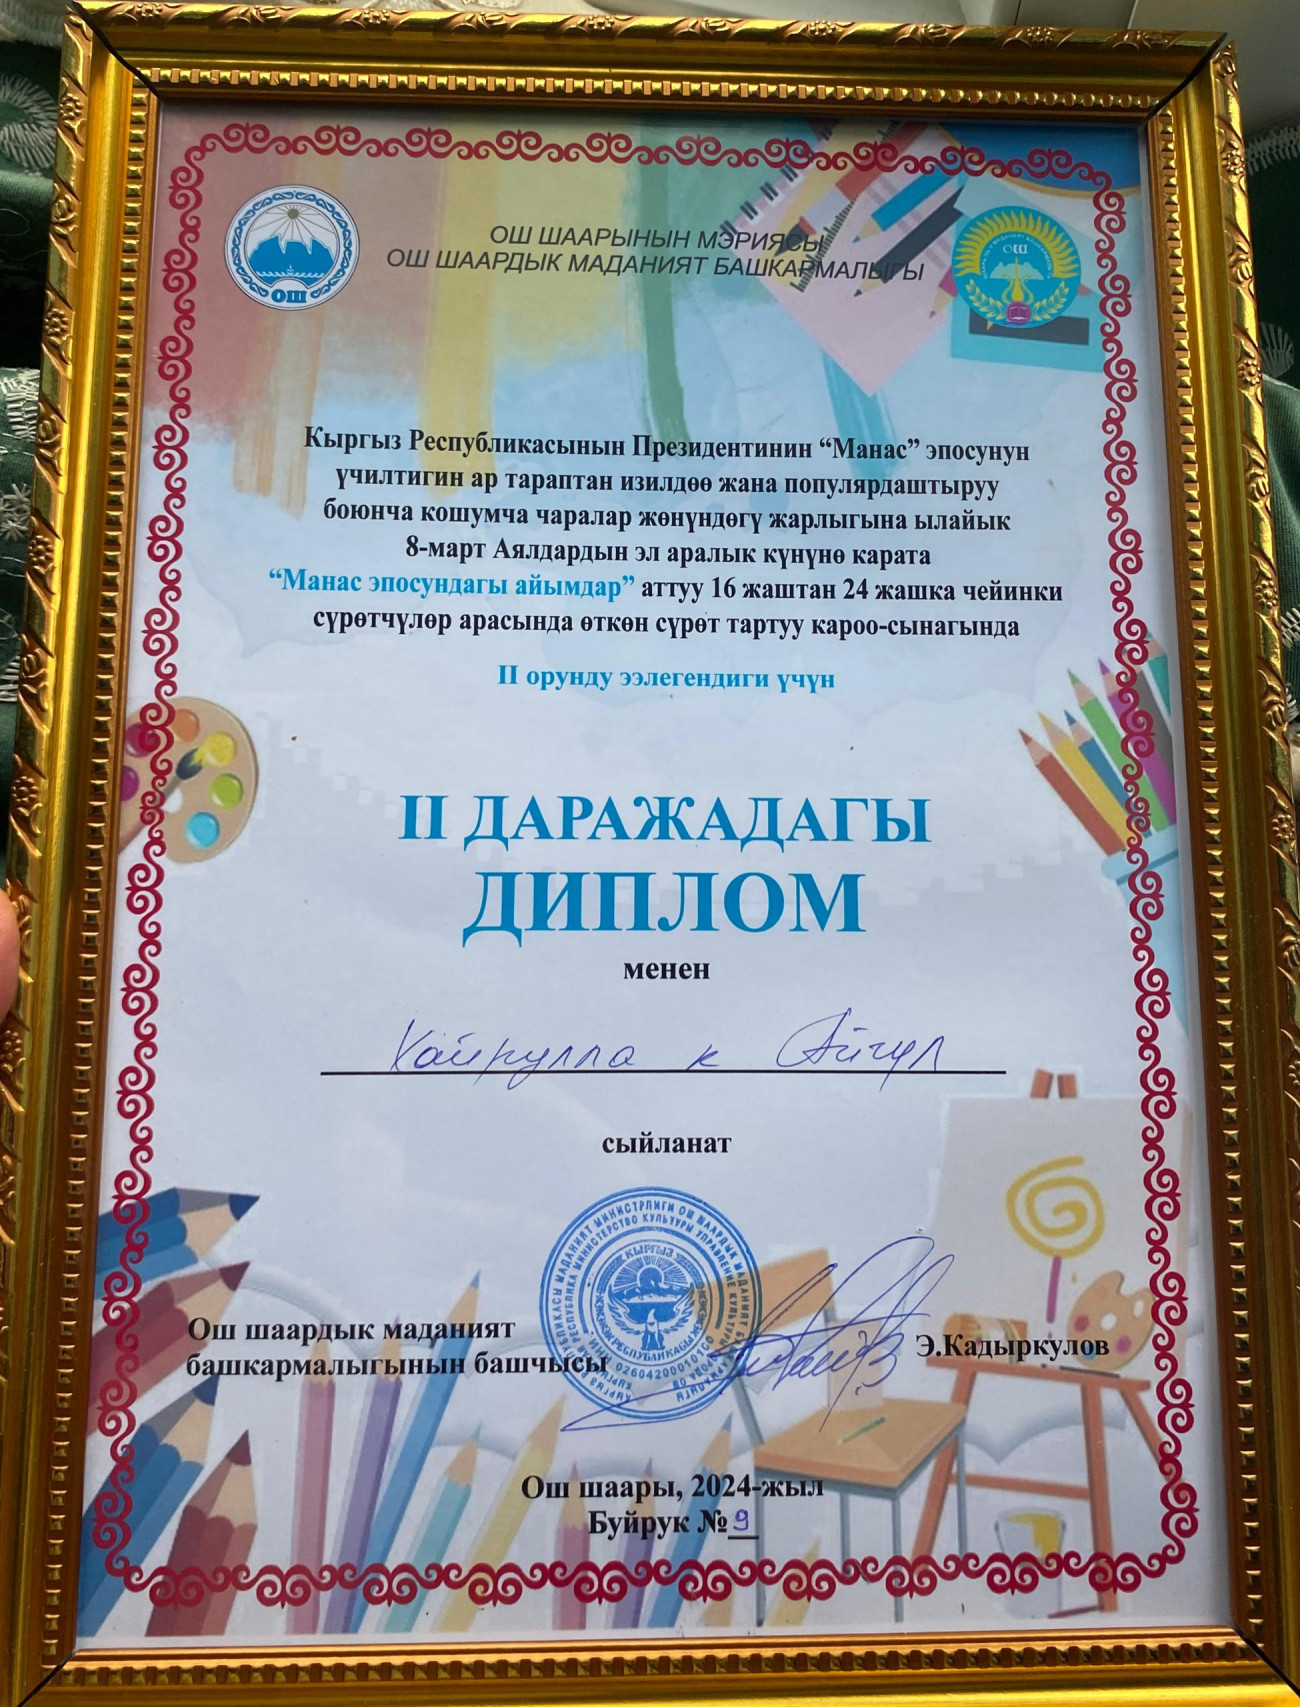 ОШ ШААРЫНЫН МЭРИЯСЫ
ОШ ШААРДЫК МАДАНИЯТ БАШКАРМАЛЫГЫ
ОШ
ОШ
Кыргыз Республикасынын Президентинин “Манас” эпосунун
үчилтигин ар тараптан изилдөө жана популярдаштыруу
боюнча кошумча чаралар жөнүндөгү жарлыгына ылайык
8-март Аялдардын эл аралык күнүнө карата
“Манас эпосундагы айымдар” аттуу 16 жаштан 24 жашка чейинки
сүрөтчүлөр арасында өткөн сүрөт тартуу кароо-сынагында
II орунду ээлегендиги үчүн
II ДАРАЖАДАГЫ
ДИПЛОМ
менен
Хайрулла к Айгүл
сыйланат
Ош шаардык маданият
башкармалыгынын башчысы
Э.Кадыркулов
Ош шаары, 2024-жыл
Буйрук №9